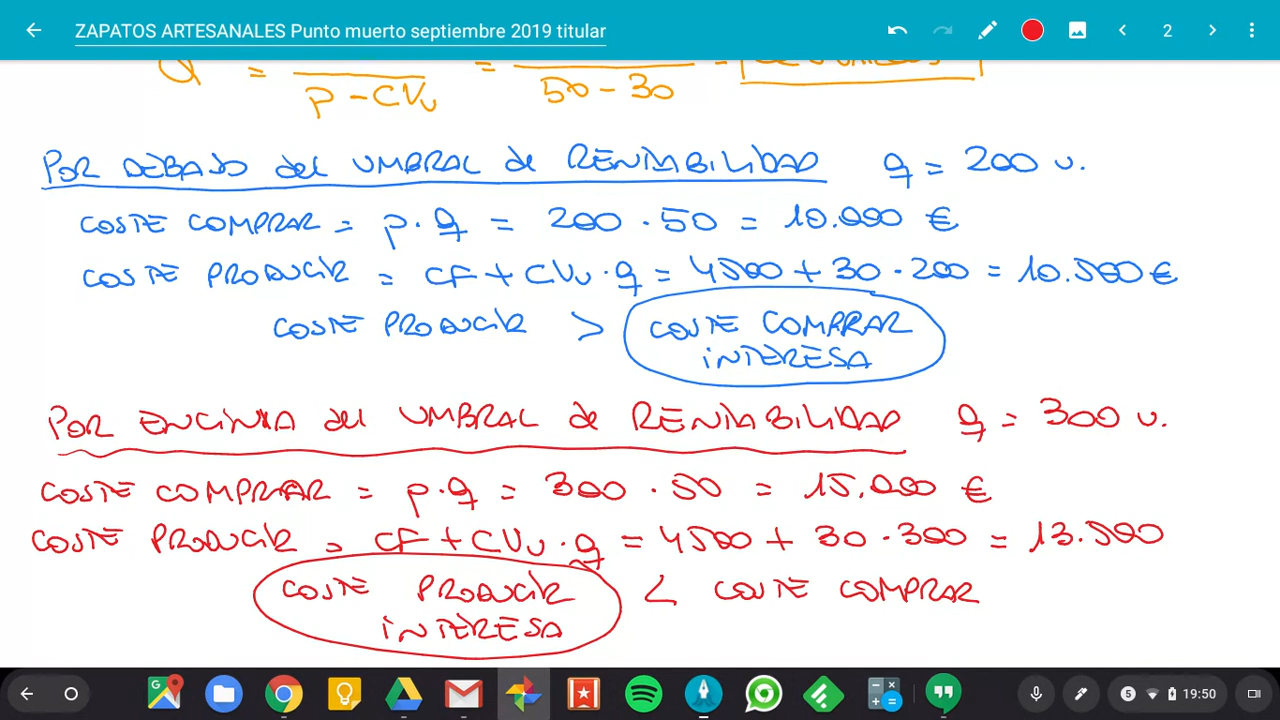 ZAPATOS ARTESANALES Punto muerto septiembre 2019 titular
2
Q = =
P - CVu 50 - 30
POR DEBAJO del UMBRAL de RENTABILIDAD q = 200 u.
COSTE COMPRAR = p · q = 200 · 50 = 10.000 €
COSTE PRODUCIR = CF + CVu · q = 4500 + 30 · 200 = 10.500 €
COSTE PRODUCIR > COSTE COMPRAR
INTERESA
POR ENCIMA del UMBRAL de RENTABILIDAD q = 300 u.
COSTE COMPRAR = p · q = 300 · 50 = 15.000 €
COSTE PRODUCIR = CF + CVu · q = 4500 + 30 · 300 = 13.500
COSTE PRODUCIR < COSTE COMPRAR
INTERESA
5 19:50